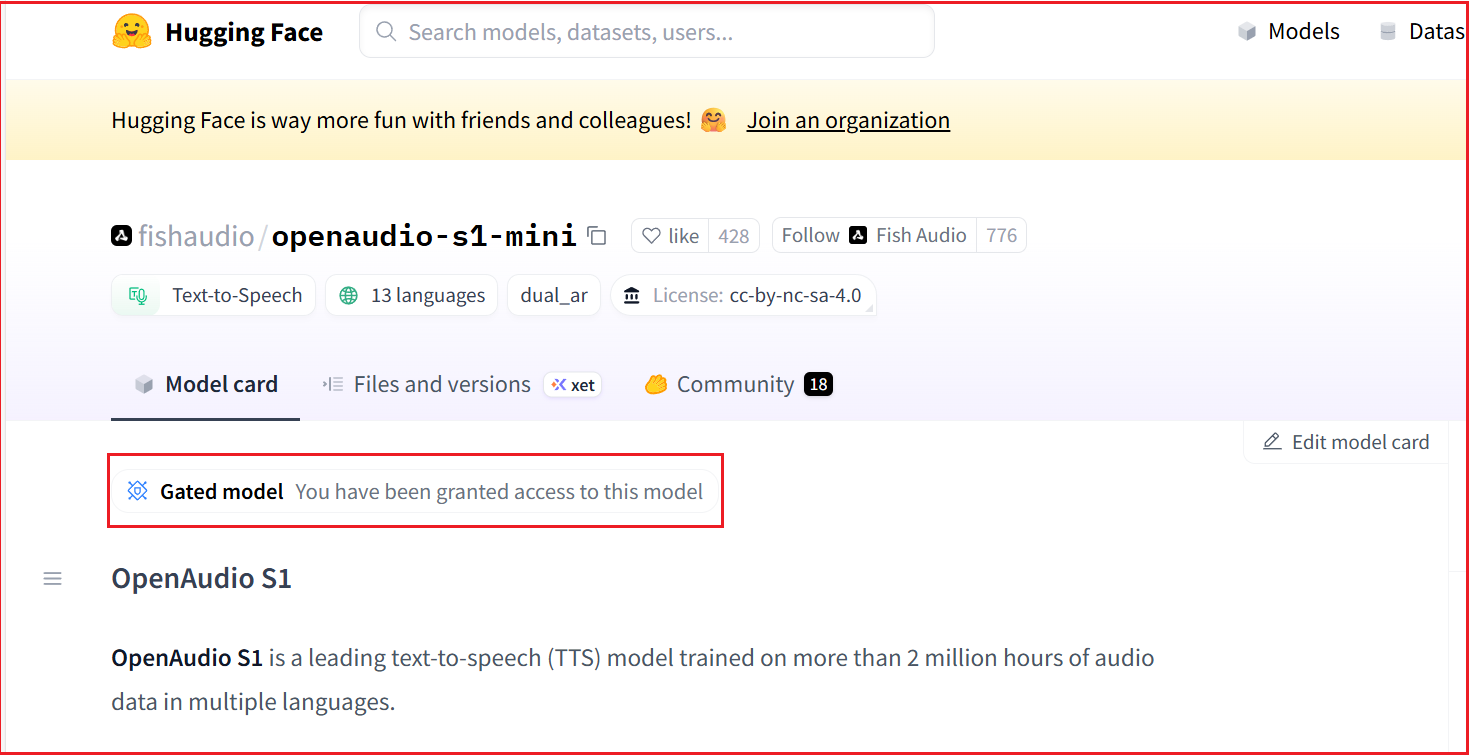 Hugging Face Search models, datasets, users... Models Datas
Hugging Face is way more fun with friends and colleagues! 🤗 Join an organization
fishaudio/openaudio-s1-mini like 428 Follow Fish Audio 776
Text-to-Speech 13 languages dual_ar License: cc-by-nc-sa-4.0
Model card Files and versions xet Community 18
Edit model card
Gated model You have been granted access to this model
OpenAudio S1
OpenAudio S1 is a leading text-to-speech (TTS) model trained on more than 2 million hours of audio
data in multiple languages.